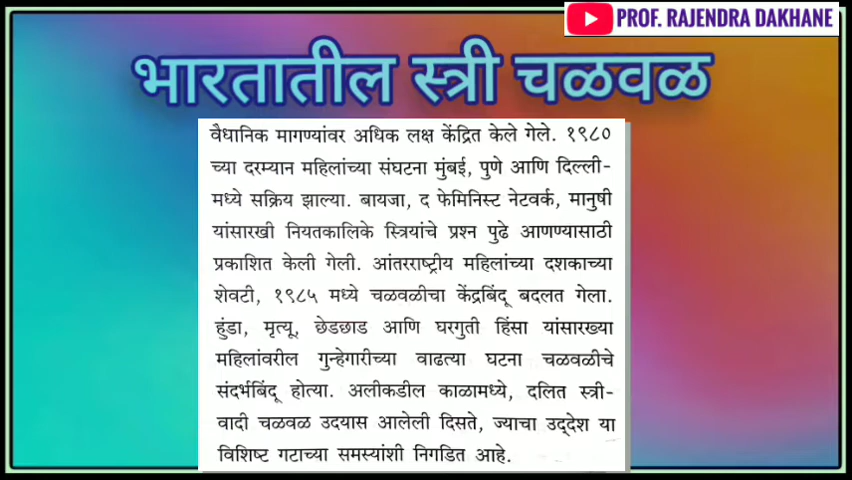 PROF. RAJENDRA DAKHANE
भारतातील स्त्री चळवळ
वैधानिक मागण्यांवर अधिक लक्ष केंद्रित केले गेले. १९८०
च्या दरम्यान महिलांच्या संघटना मुंबई, पुणे आणि दिल्ली-
मध्ये सक्रिय झाल्या. बायजा, द फेमिनिस्ट नेटवर्क, मानुषी
यांसारखी नियतकालिके स्त्रियांचे प्रश्न पुढे आणण्यासाठी
प्रकाशित केली गेली. आंतरराष्ट्रीय महिलांच्या दशकाच्या
शेवटी, १९८५ मध्ये चळवळीचा केंद्रबिंदू बदलत गेला.
हुंडा, मृत्यू, छेडछाड आणि घरगुती हिंसा यांसारख्या
महिलांवरील गुन्हेगारीच्या वाढत्या घटना चळवळीचे
संदर्भबिंदू होत्या. अलीकडील काळामध्ये, दलित स्त्री-
वादी चळवळ उदयास आलेली दिसते, ज्याचा उद्देश या
विशिष्ट गटाच्या समस्यांशी निगडित आहे.